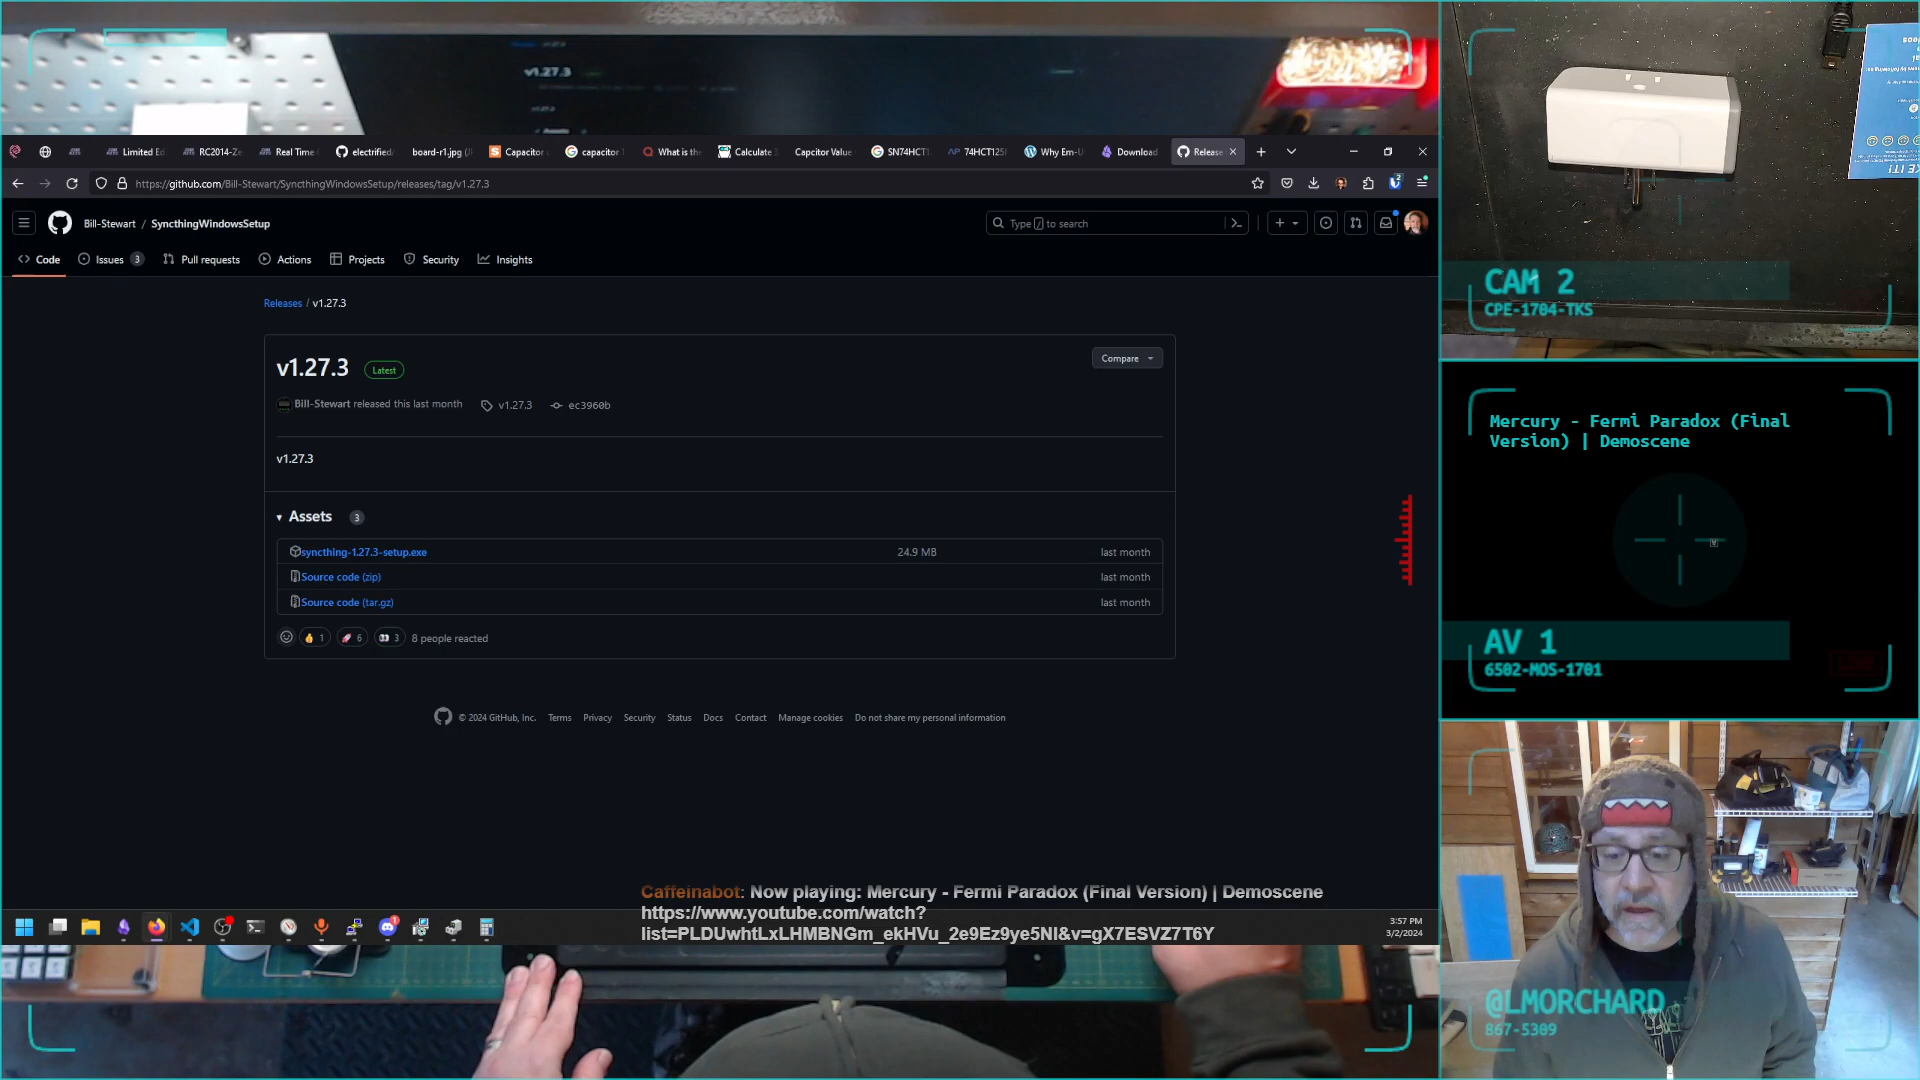 v1.27.3
Limited Ed
RC2014-Ze
Real Time
electrified/
board-r1.jpg (J
Capacitor
capacitor
What is the
Calculate
Capcitor Value
SN74HCT1
74HCT125
Why Em-U
Download
Release
https://github.com/Bill-Stewart/SyncthingWindowsSetup/releases/tag/v1.27.3
2
Bill-Stewart / SyncthingWindowsSetup
Type / to search
Code
Issues 3
Pull requests
Actions
Projects
Security
Insights
Releases / v1.27.3
v1.27.3 Latest
Compare
Bill-Stewart released this last month v1.27.3 ec3960b
v1.27.3
Assets 3
syncthing-1.27.3-setup.exe 24.9 MB last month
Source code (zip) last month
Source code (tar.gz) last month
1 6 3 8 people reacted
© 2024 GitHub, Inc. Terms Privacy Security Status Docs Contact Manage cookies Do not share my personal information
Caffeinabot: Now playing: Mercury - Fermi Paradox (Final Version) | Demoscene
https://www.youtube.com/watch?
list=PLDUwhtLxLHMBNGm_ekHVu_2e9Ez9ye5NI&v=gX7ESVZ7T6Y
3:57 PM
3/2/2024
CAM 2
CPE-1704-TKS
Mercury - Fermi Paradox (Final
Version) | Demoscene
AV 1
6502-MOS-1701
@LMORCHARD
867-5309